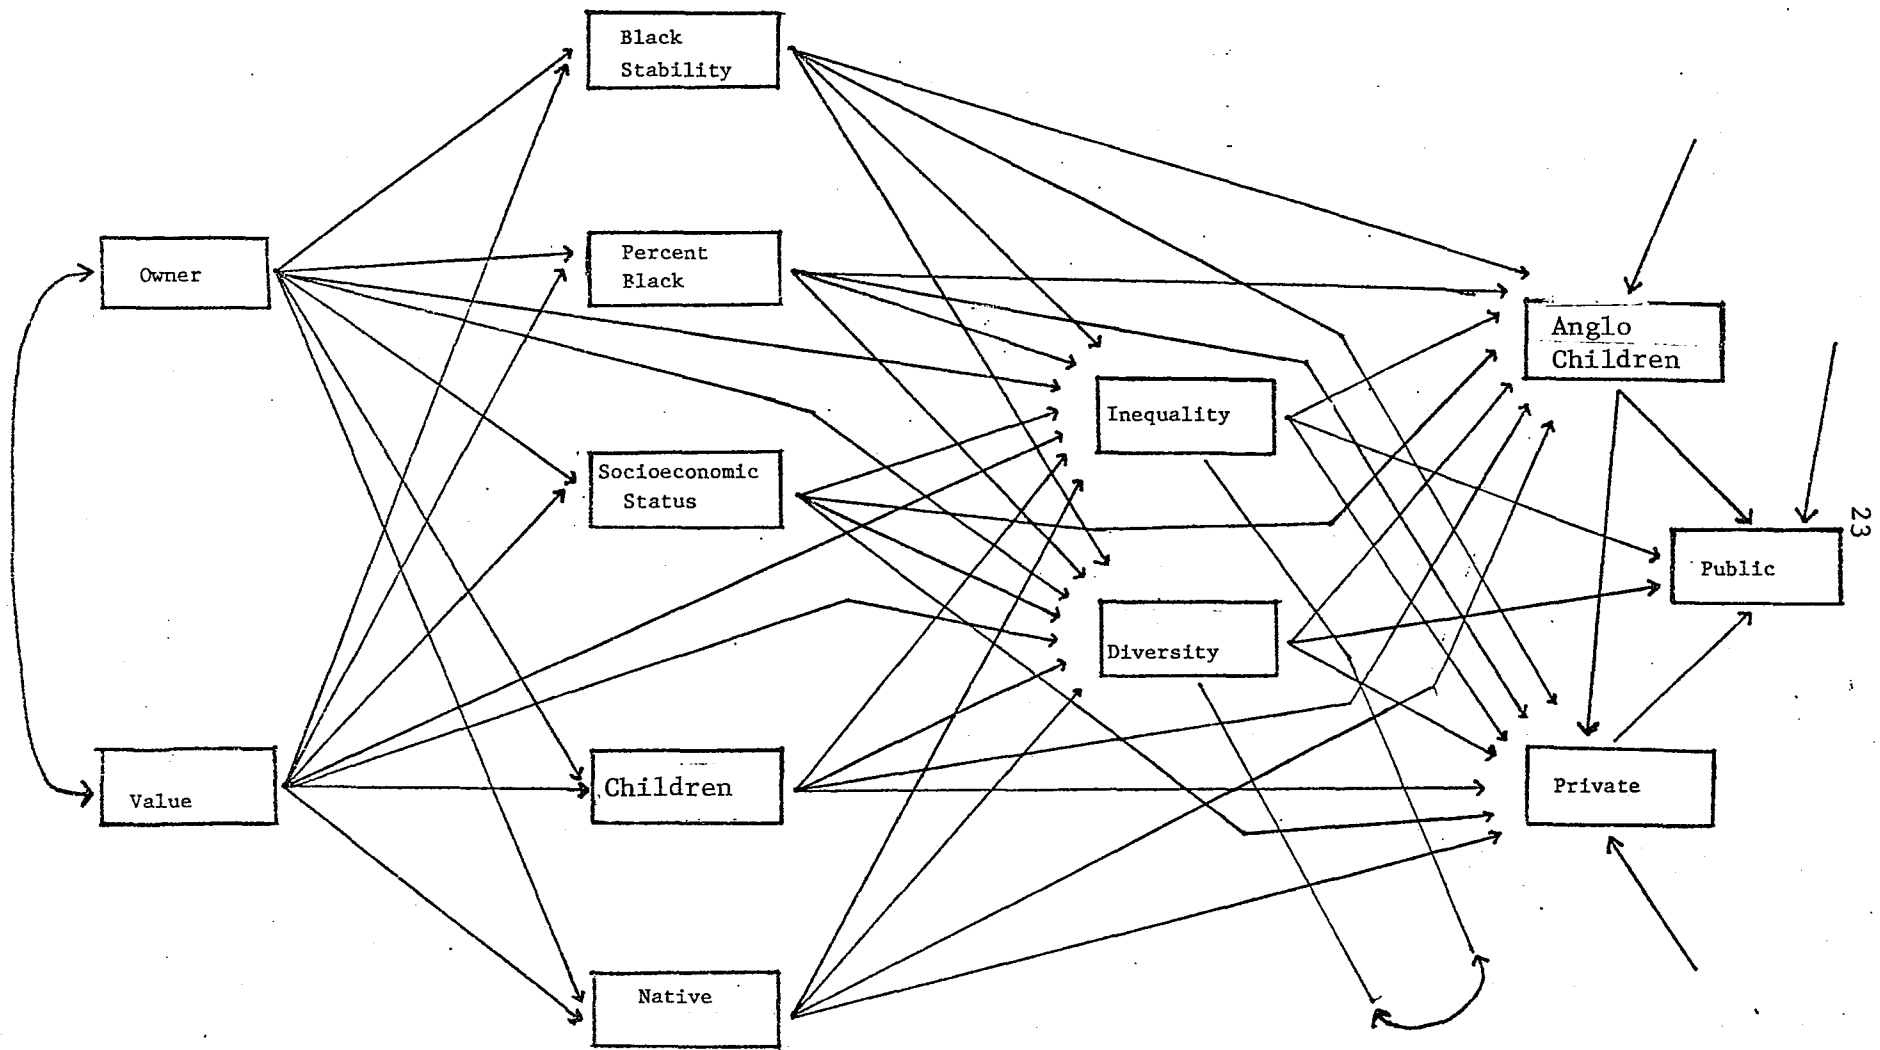 Black
Stability
Owner
Percent
Black
Anglo
Children
Inequality
Socioeconomic
Status
Public
23
Diversity
Value
Children
Private
Native